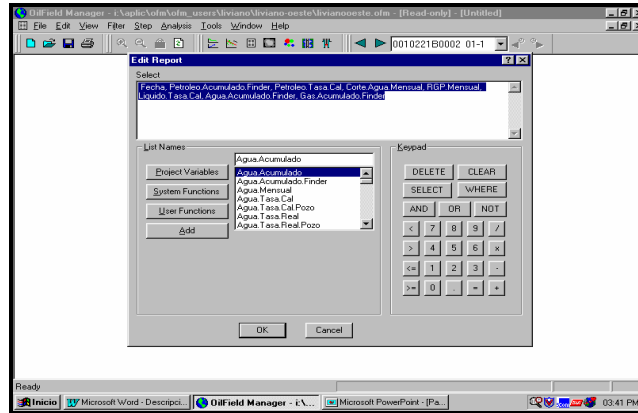 OilField Manager - i:\aplic\ofm\ofm_users\liviano\liviano-oeste\livianooeste.ofm - [Read-only] - [Untitled]
File Edit View Filter Step Analysis Tools Window Help
0010221B0002 01-1
Edit Report
Select
Fecha, Petroleo.Acumulado.Finder, Petroleo.Tasa.Cal, Corte.Agua.Mensual, RGP.Mensual,
Liquido.Tasa.Cal, Agua.Acumulado.Finder, Gas.Acumulado.Finder
List Names
Keypad
Agua.Acumulado
Project Variables
System Functions
User Functions
Add
Agua.Acumulado
Agua.Acumulado.Finder
Agua.Mensual
Agua.Tasa.Cal
Agua.Tasa.Cal.Pozo
Agua.Tasa.Real
Agua.Tasa.Real.Pozo
DELETE CLEAR
SELECT WHERE
AND OR NOT
< 7 8 9 /
> 4 5 6 x
<= 1 2 3 -
>= 0 . = +
OK Cancel
Ready
Inicio Microsoft Word - Descripci... OilField Manager - i:\... Microsoft PowerPoint - [Pa... 03:41 PM